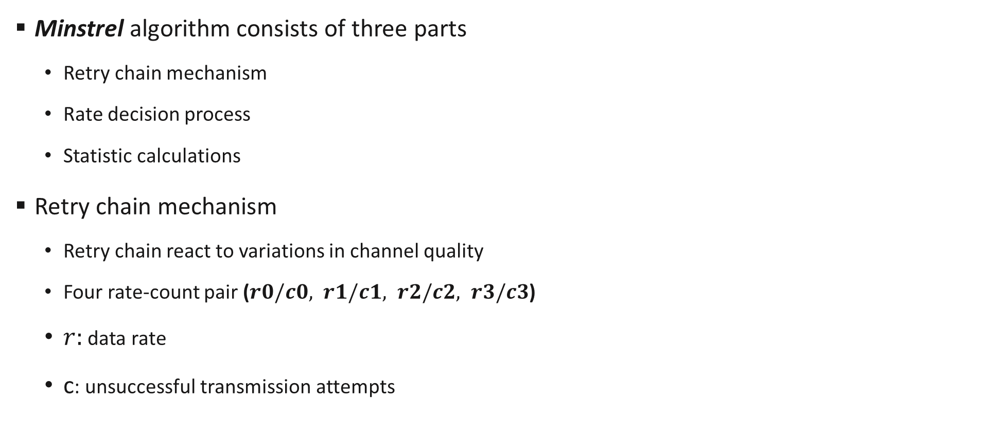 ▪ Minstrel algorithm consists of three parts
• Retry chain mechanism
• Rate decision process
• Statistic calculations
▪ Retry chain mechanism
• Retry chain react to variations in channel quality
• Four rate-count pair (r0/c0, r1/c1, r2/c2, r3/c3)
• r: data rate
• c: unsuccessful transmission attempts